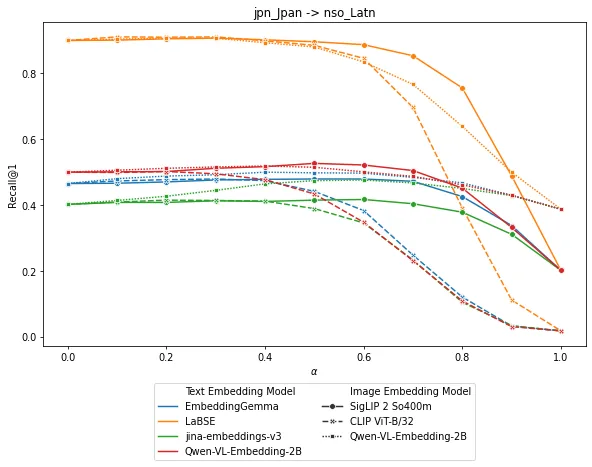 jpn_Jpan -> nso_Latn
Recall@1
0.8
0.6
0.4
0.2
0.0
0.0 0.2 0.4 0.6 0.8 1.0
α
Text Embedding Model Image Embedding Model
EmbeddingGemma SigLIP 2 So400m
LaBSE CLIP ViT-B/32
jina-embeddings-v3 Qwen-VL-Embedding-2B
Qwen-VL-Embedding-2B